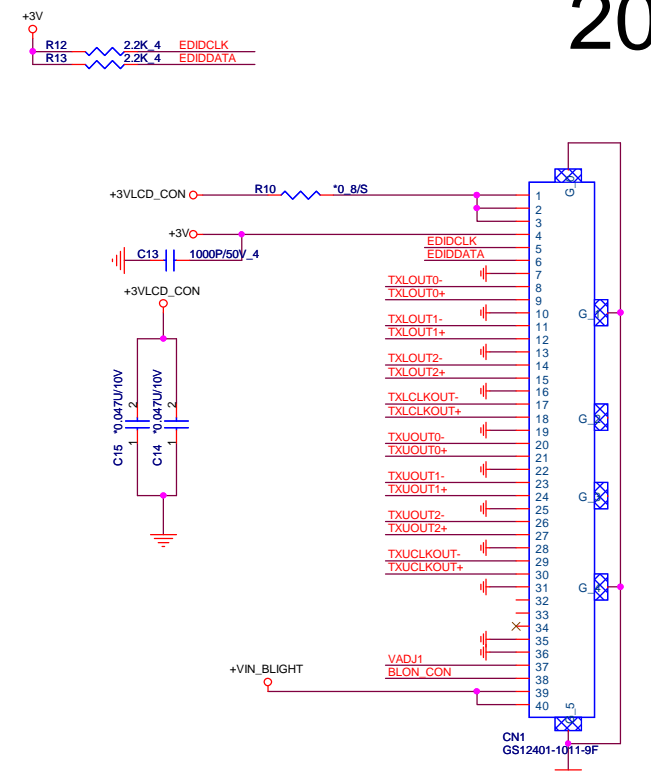 20
+3V
R12 2.2K_4 EDIDCLK
R13 2.2K_4 EDIDDATA
+3VLCD_CON R10 *0_8/S
+3V
C13 1000P/50V_4
+3VLCD_CON
C15 *0.047U/10V 1 2
C14 *0.047U/10V 1 2
1
2
3
4
EDIDCLK 5
EDIDDATA 6
7
TXLOUT0- 8
TXLOUT0+ 9
10
TXLOUT1- 11
TXLOUT1+ 12
13
TXLOUT2- 14
TXLOUT2+ 15
16
TXLCLKOUT- 17
TXLCLKOUT+ 18
19
TXUOUT0- 20
TXUOUT0+ 21
22
TXUOUT1- 23
TXUOUT1+ 24
25
TXUOUT2- 26
TXUOUT2+ 27
28
TXUCLKOUT- 29
TXUCLKOUT+ 30
31
32
33
34
35
36
VADJ1 37
BLON_CON 38
+VIN_BLIGHT
39
40
CN1
GS12401-1011-9F